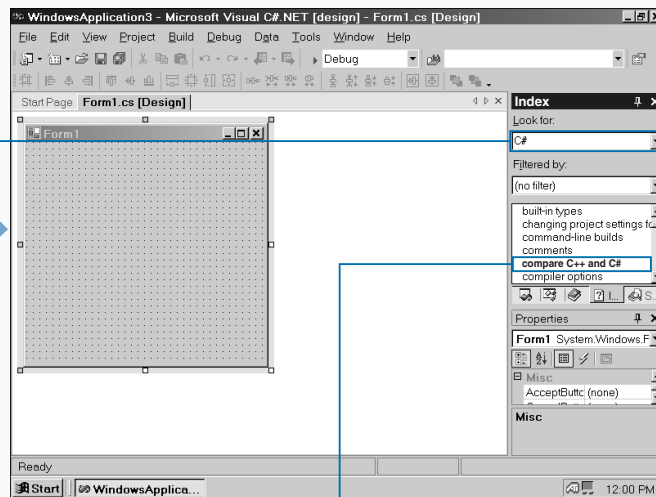 WindowsApplication3 - Microsoft Visual C#.NET [design] - Form1.cs [Design]
File Edit View Project Build Debug Data Tools Window Help
Debug
Start Page Form1.cs [Design]
Form1
Index
Look for:
C#
Filtered by:
(no filter)
built-in types
changing project settings fo
command-line builds
comments
compare C++ and C#
compiler options
I... S...
Properties
Form1 System.Windows.F
Misc
AcceptButtc (none)
Misc
Ready
Start WindowsApplica... 12:00 PM